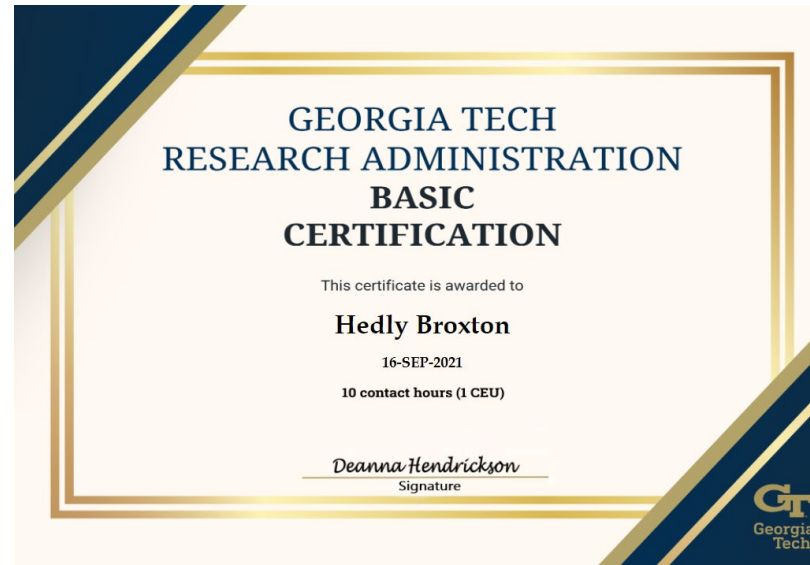 GEORGIA TECH
RESEARCH ADMINISTRATION
BASIC
CERTIFICATION
This certificate is awarded to
Hedly Broxton
16-SEP-2021
10 contact hours (1 CEU)
Deanna Hendrickson
Signature
GT
Georgia
Tech